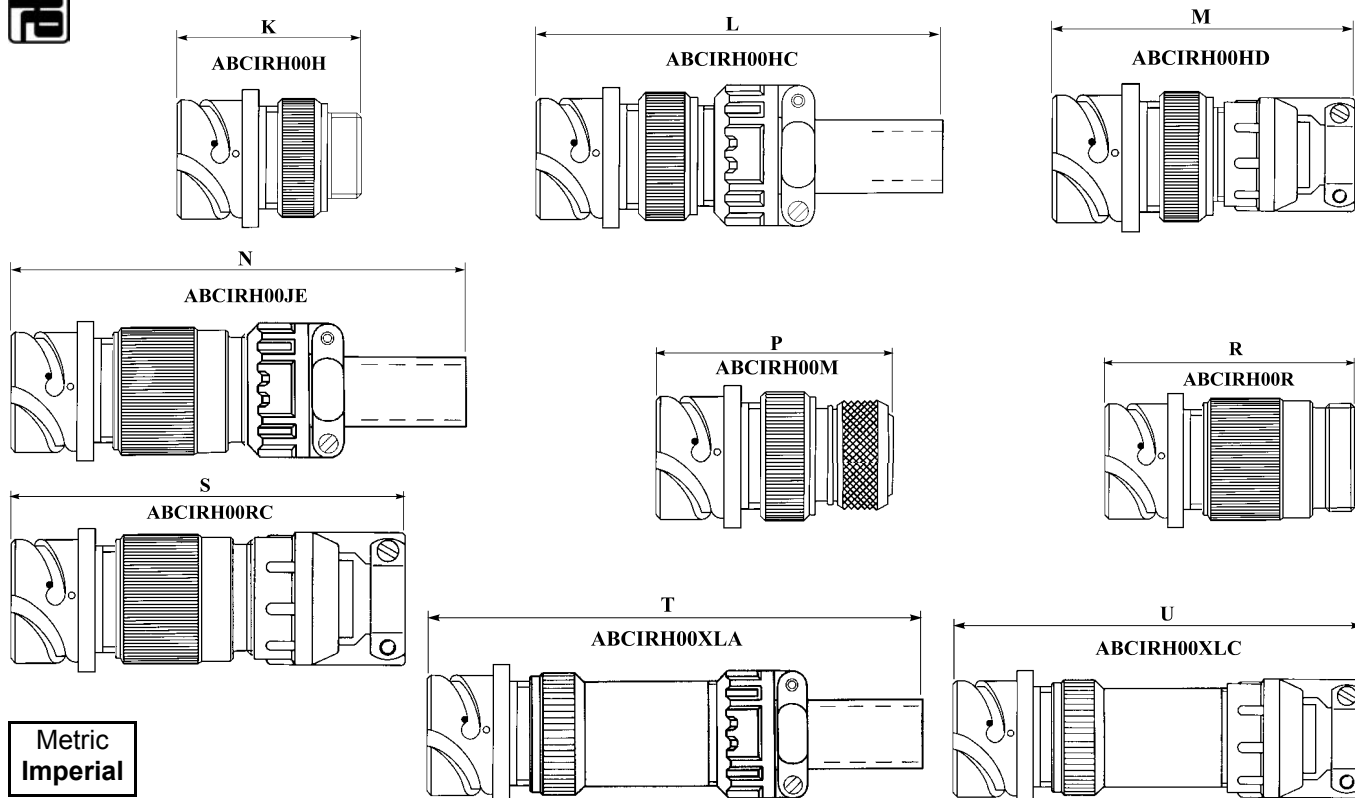 K
ABCIRH00H
L
ABCIRH00HC
M
ABCIRH00HD
N
ABCIRH00JE
P
ABCIRH00M
R
ABCIRH00R
S
ABCIRH00RC
T
ABCIRH00XLA
U
ABCIRH00XLC
Metric
Imperial